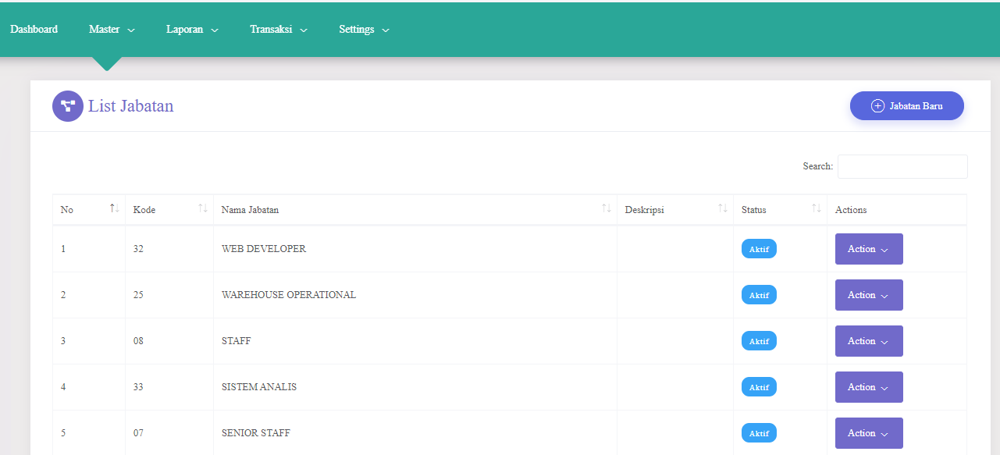 Dashboard Master Laporan Transaksi Settings
List Jabatan
Jabatan Baru
Search:
No Kode Nama Jabatan Deskripsi Status Actions
1 32 WEB DEVELOPER Aktif Action
2 25 WAREHOUSE OPERATIONAL Aktif Action
3 08 STAFF Aktif Action
4 33 SISTEM ANALIS Aktif Action
5 07 SENIOR STAFF Aktif Action